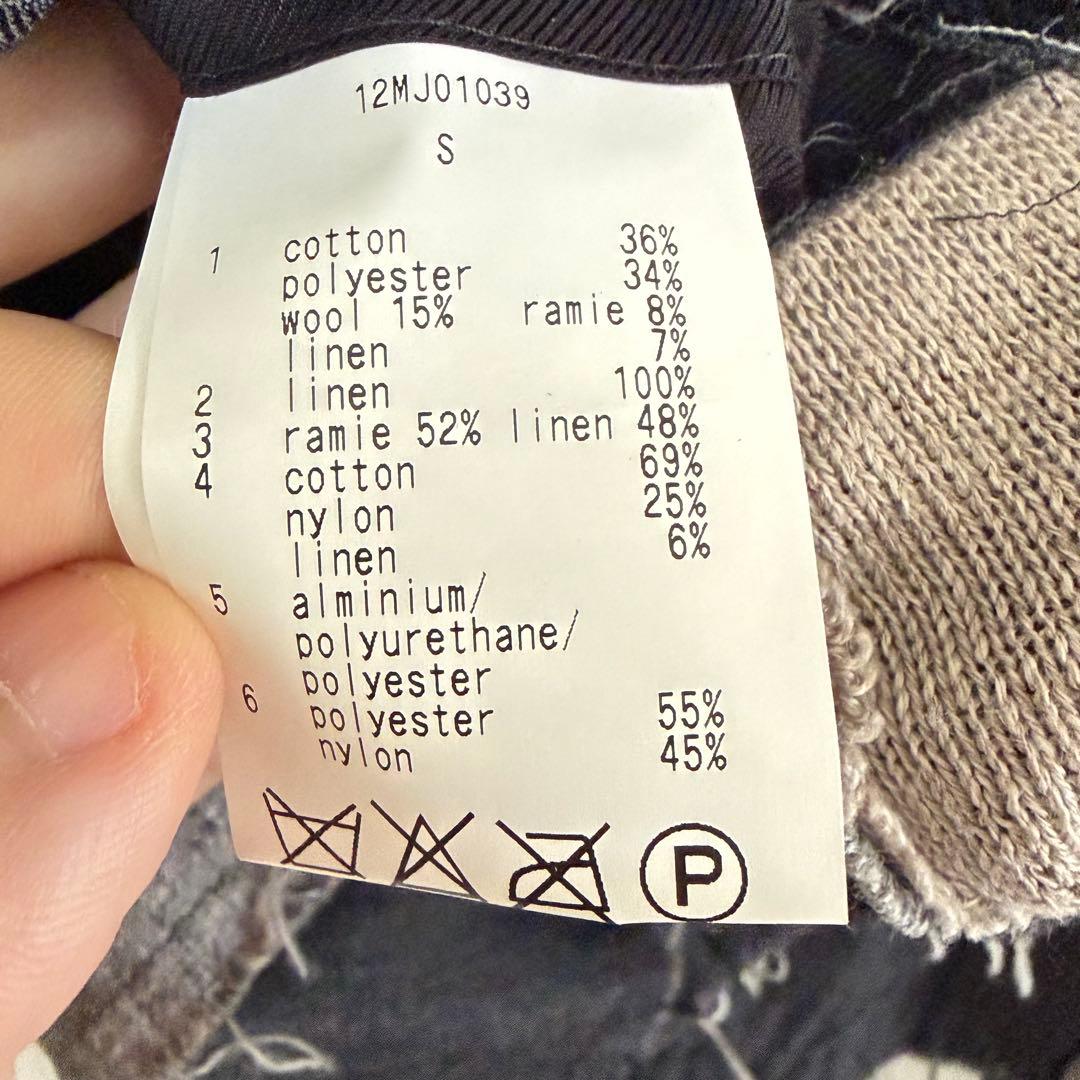 12MJ01039
S
1 cotton 36%
polyester 34%
wool 15% ramie 8%
linen 7%
2 linen 100%
3 ramie 52% linen 48%
4 cotton 69%
nylon 25%
linen 6%
5 alminium/
polyurethane/
polyester
6 polyester 55%
nylon 45%
P